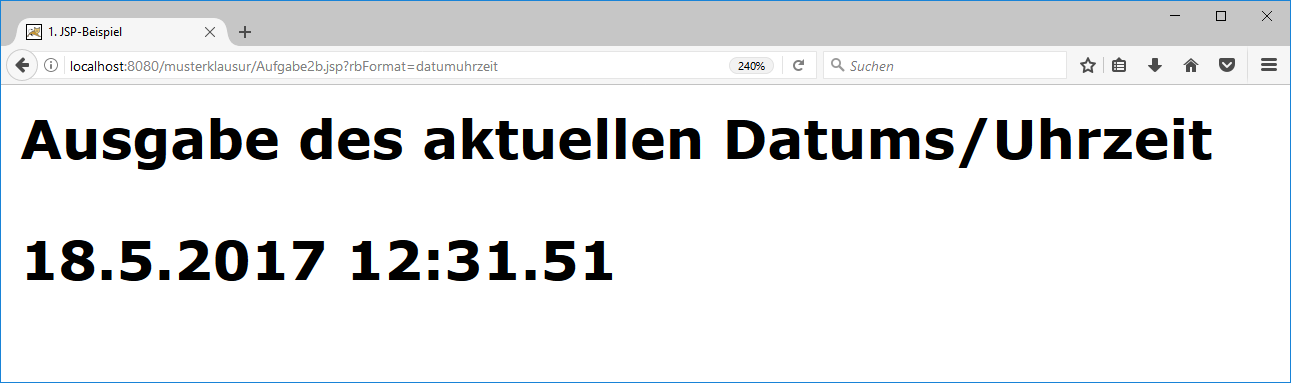 1. JSP-Beispiel
localhost:8080/musterklausur/Aufgabe2b.jsp?rbFormat=datumuhrzeit
240%
Suchen
Ausgabe des aktuellen Datums/Uhrzeit
18.5.2017 12:31.51